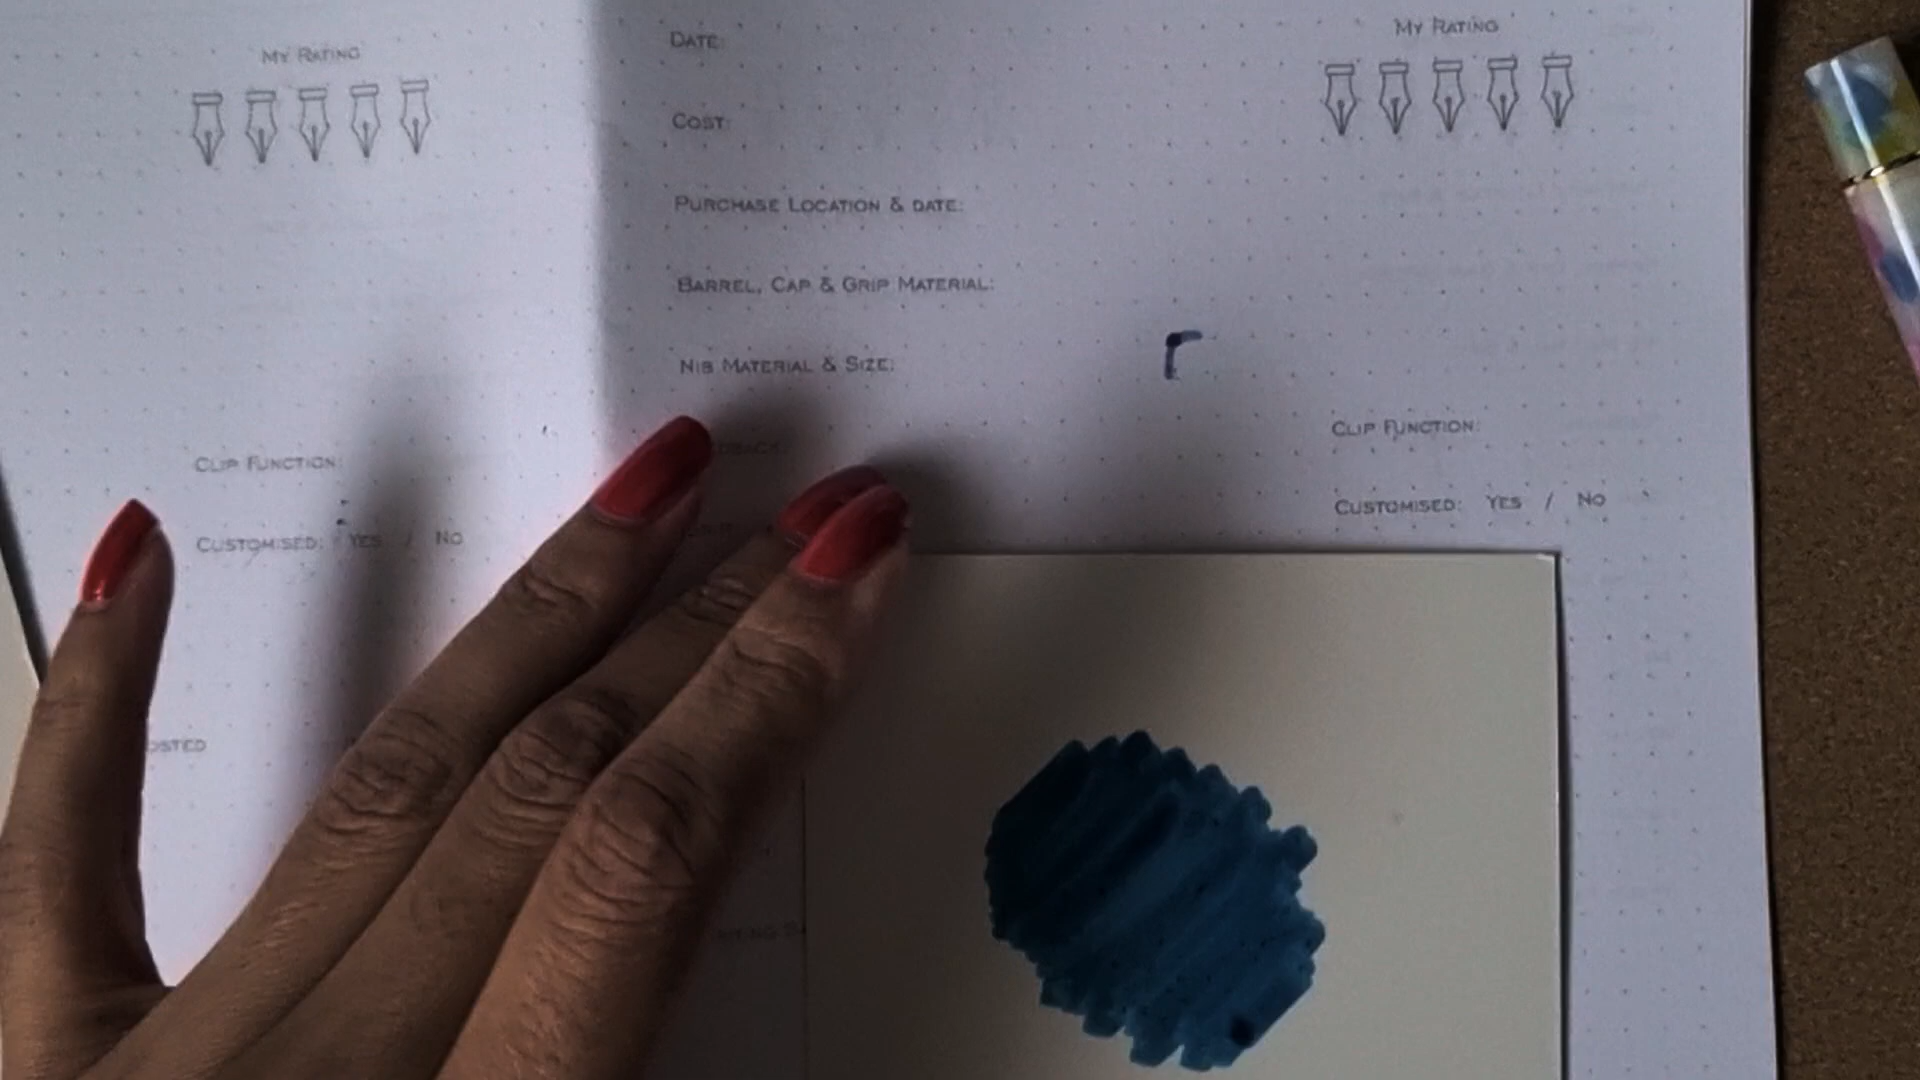 MY RATING
CLIP FUNCTION:
CUSTOMISED: YES / NO
DATE:
COST:
PURCHASE LOCATION & DATE:
BARREL, CAP & GRIP MATERIAL:
NIB MATERIAL & SIZE:
MY RATING
CLIP FUNCTION:
CUSTOMISED: YES / NO